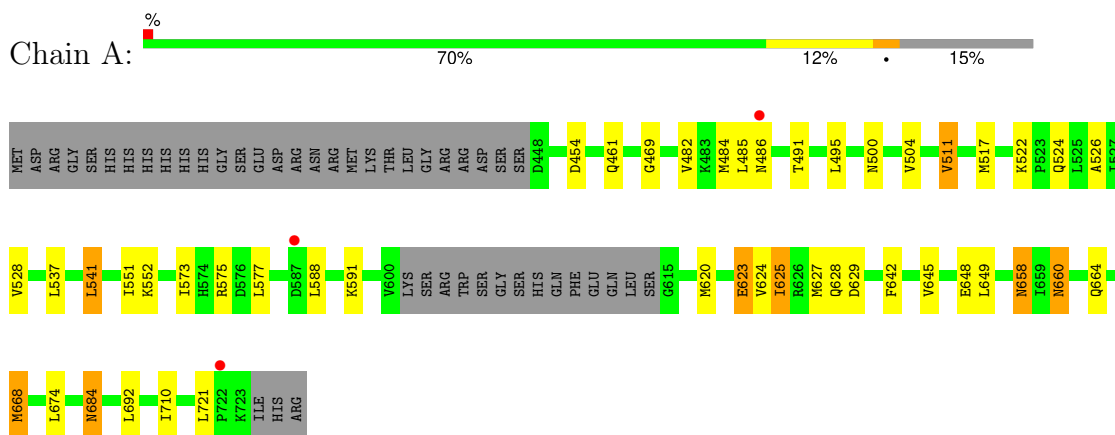 %
Chain A:
70% 12% • 15%
MET ASP ARG GLY SER HIS HIS HIS HIS HIS HIS GLY SER GLU ASP ARG ASN ARG MET LYS THR LEU GLY ARG ARG ASP SER SER D448 D454 Q461 G469 V482 K483 M484 L485 N486 T491 L495 N500 V504 V511 M517 K522 P523 Q524 L525 A526 I527
V528 L537 L541 I551 K552 I573 H574 R575 D576 L577 D587 L588 K591 V600 LYS SER ARG TRP SER GLY SER HIS GLN PHE GLU GLN LEU SER G615 M620 E623 V624 I625 R626 M627 Q628 D629 F642 V645 E648 L649 N658 I659 N660 Q664
M668 L674 N684 L692 I710 L721 P722 K723 ILE HIS ARG